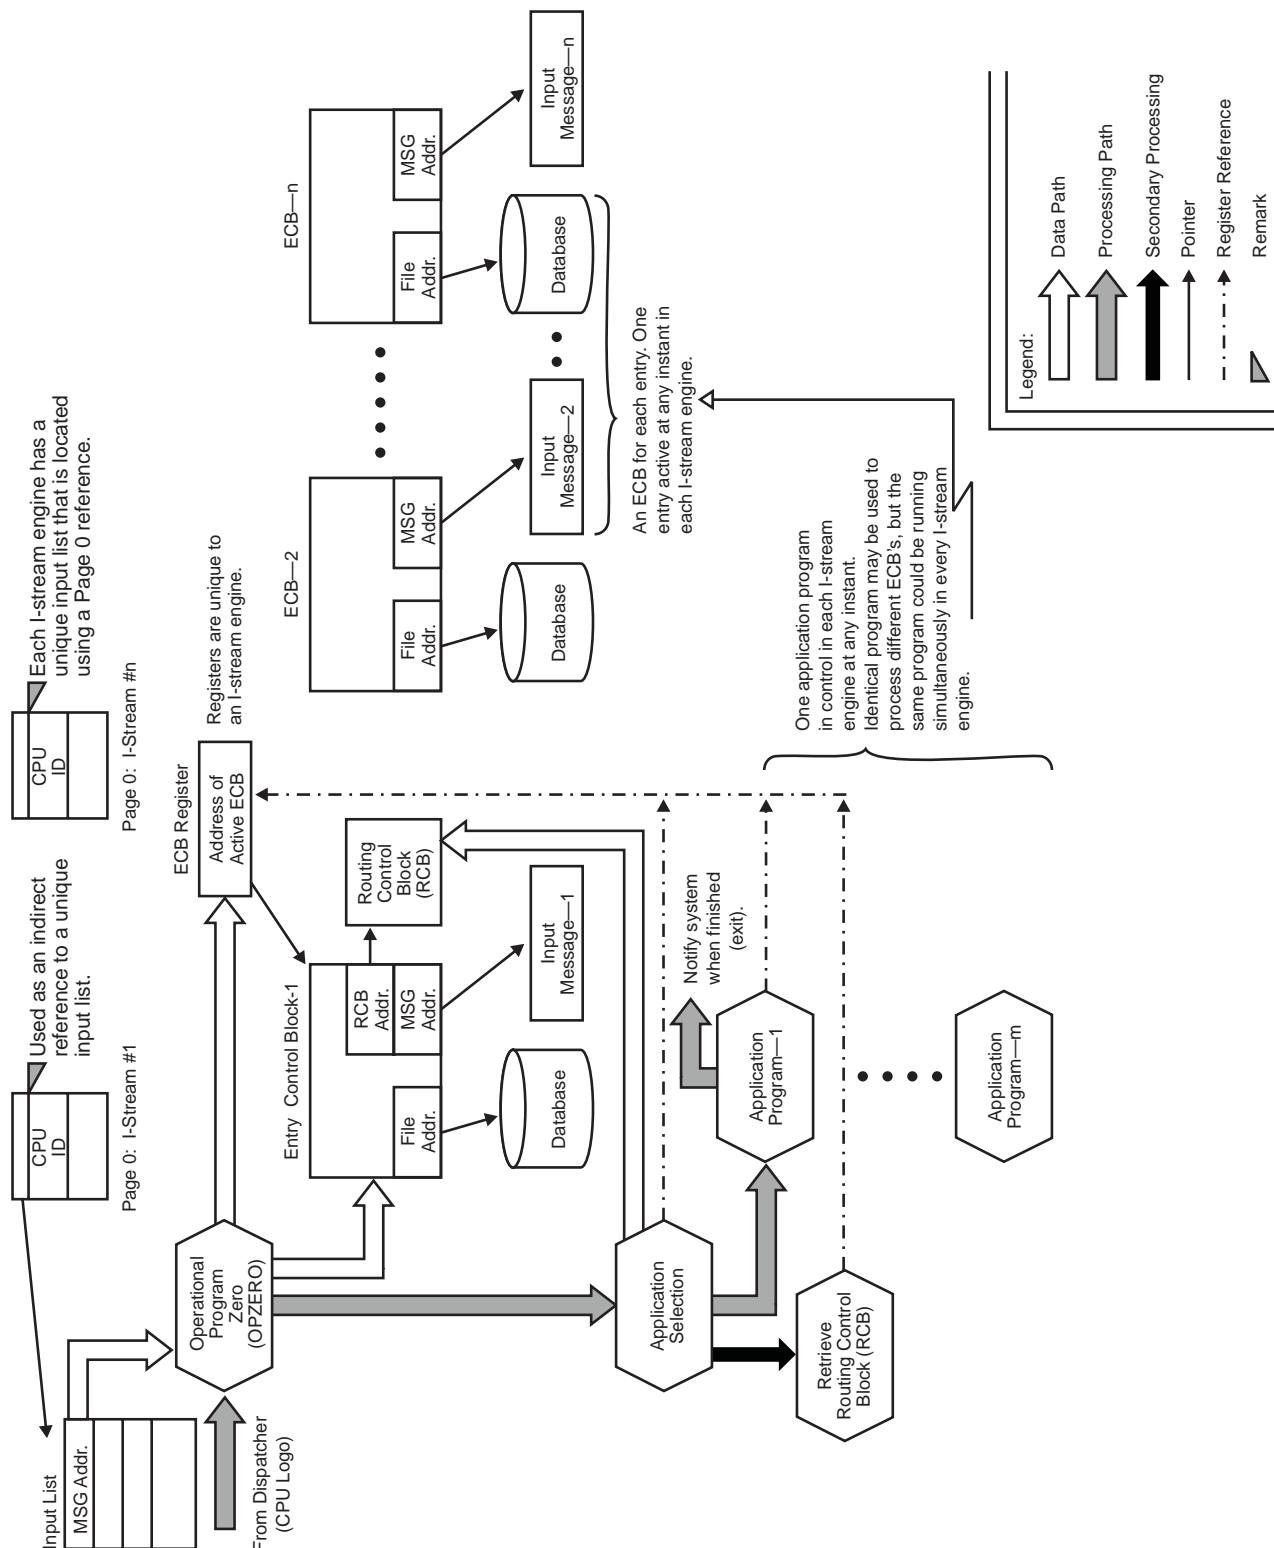 Input List
MSG Addr.
From Dispatcher
(CPU Logo)
CPU
ID
Used as an indirect
reference to a unique
input list.
Page 0: I-Stream #1
CPU
ID
Each I-stream engine has a
unique input list that is located
using a Page 0 reference.
Page 0: I-Stream #n
Operational
Program
Zero
(OPZERO)
ECB Register
Address of
Active ECB
Registers are unique to
an I-stream engine.
Entry Control Block-1
RCB
Addr.
File
Addr.
MSG
Addr.
Routing
Control
Block
(RCB)
Database
Input
Message—1
ECB—2
File
Addr.
MSG
Addr.
Database
Input
Message—2
ECB—n
File
Addr.
MSG
Addr.
Database
Input
Message—n
An ECB for each entry. One
entry active at any instant in
each I-stream engine.
Application
Selection
Retrieve
Routing Control
Block (RCB)
Notify system
when finished
(exit).
Application
Program—1
Application
Program—m
One application program
in control in each I-stream
engine at any instant.
Identical program may be used to
process different ECB's, but the
same program could be running
simultaneously in every I-stream
engine.
Legend:
Data Path
Processing Path
Secondary Processing
Pointer
Register Reference
Remark